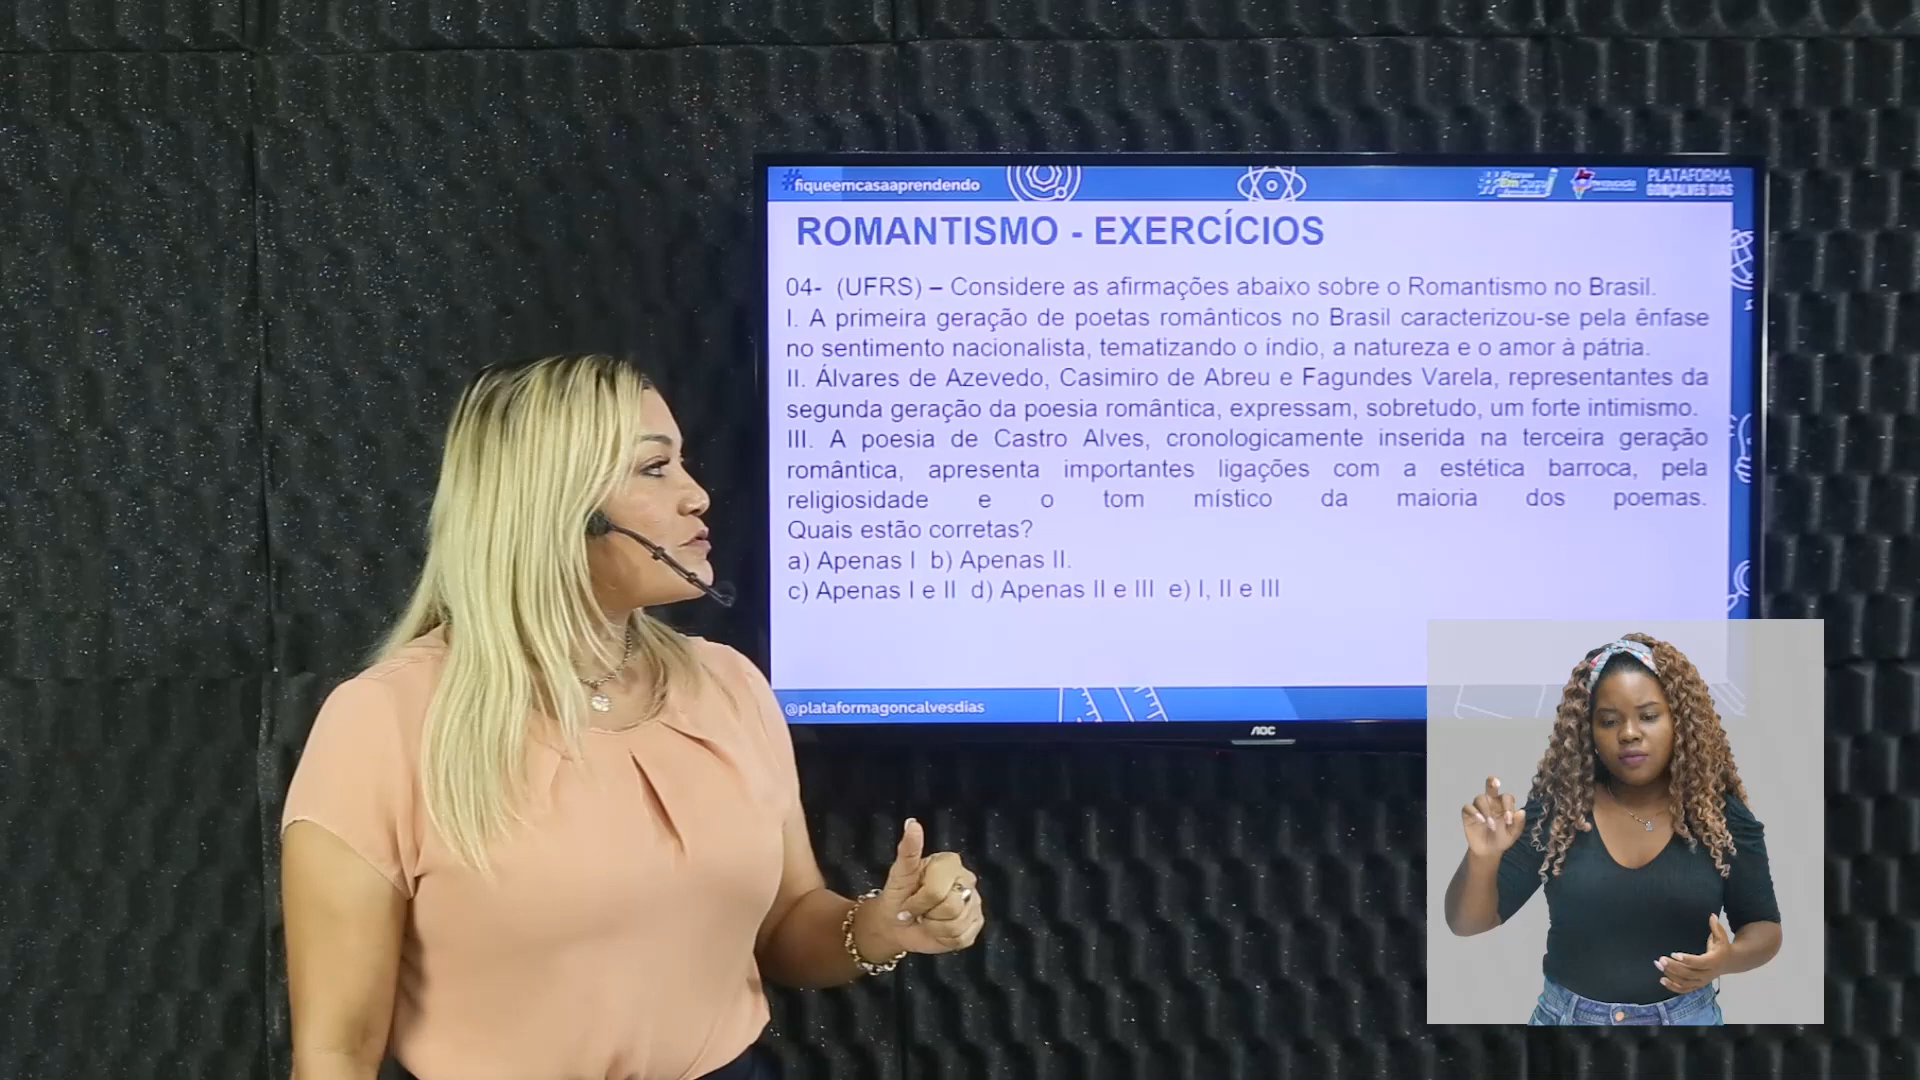 #fiqueemcasaaprendendo
PLATAFORMA
GONÇALVES DIAS
ROMANTISMO - EXERCÍCIOS
04- (UFRS) – Considere as afirmações abaixo sobre o Romantismo no Brasil.
I. A primeira geração de poetas românticos no Brasil caracterizou-se pela ênfase
no sentimento nacionalista, tematizando o índio, a natureza e o amor à pátria.
II. Álvares de Azevedo, Casimiro de Abreu e Fagundes Varela, representantes da
segunda geração da poesia romântica, expressam, sobretudo, um forte intimismo.
III. A poesia de Castro Alves, cronologicamente inserida na terceira geração
romântica, apresenta importantes ligações com a estética barroca, pela
religiosidade e o tom místico da maioria dos poemas.
Quais estão corretas?
a) Apenas I b) Apenas II.
c) Apenas I e II d) Apenas II e III e) I, II e III
@plataformagoncalvesdias
AOC